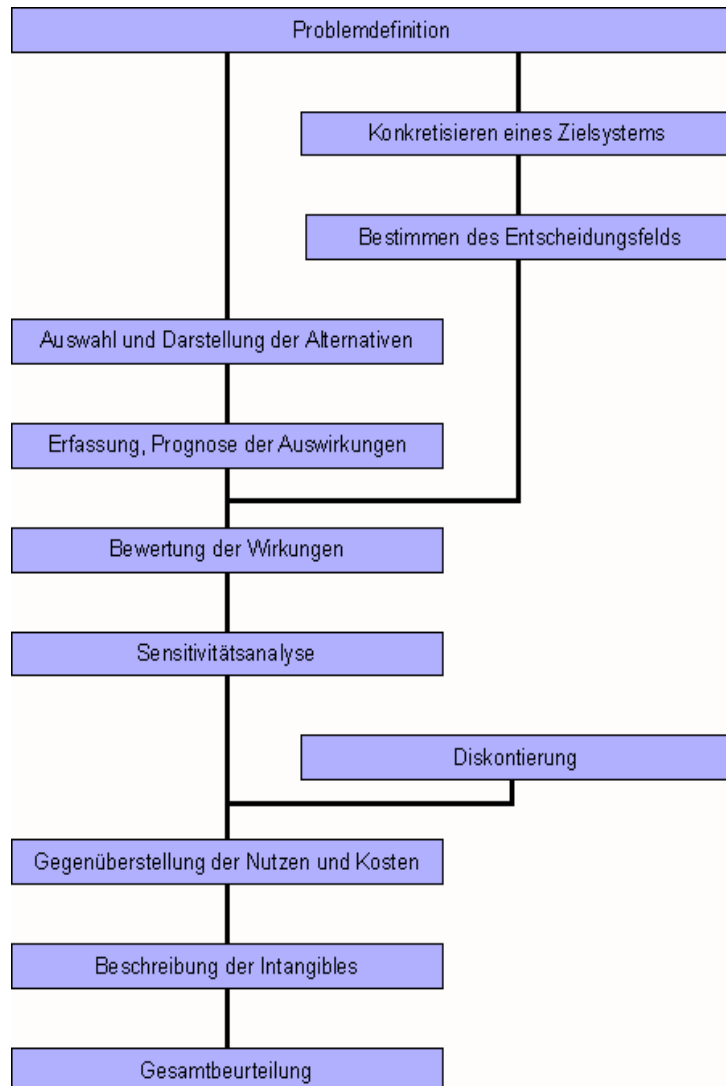 Problemdefinition
Konkretisieren eines Zielsystems
Bestimmen des Entscheidungsfelds
Auswahl und Darstellung der Alternativen
Erfassung, Prognose der Auswirkungen
Bewertung der Wirkungen
Sensitivitätsanalyse
Diskontierung
Gegenüberstellung der Nutzen und Kosten
Beschreibung der Intangibles
Gesamtbeurteilung